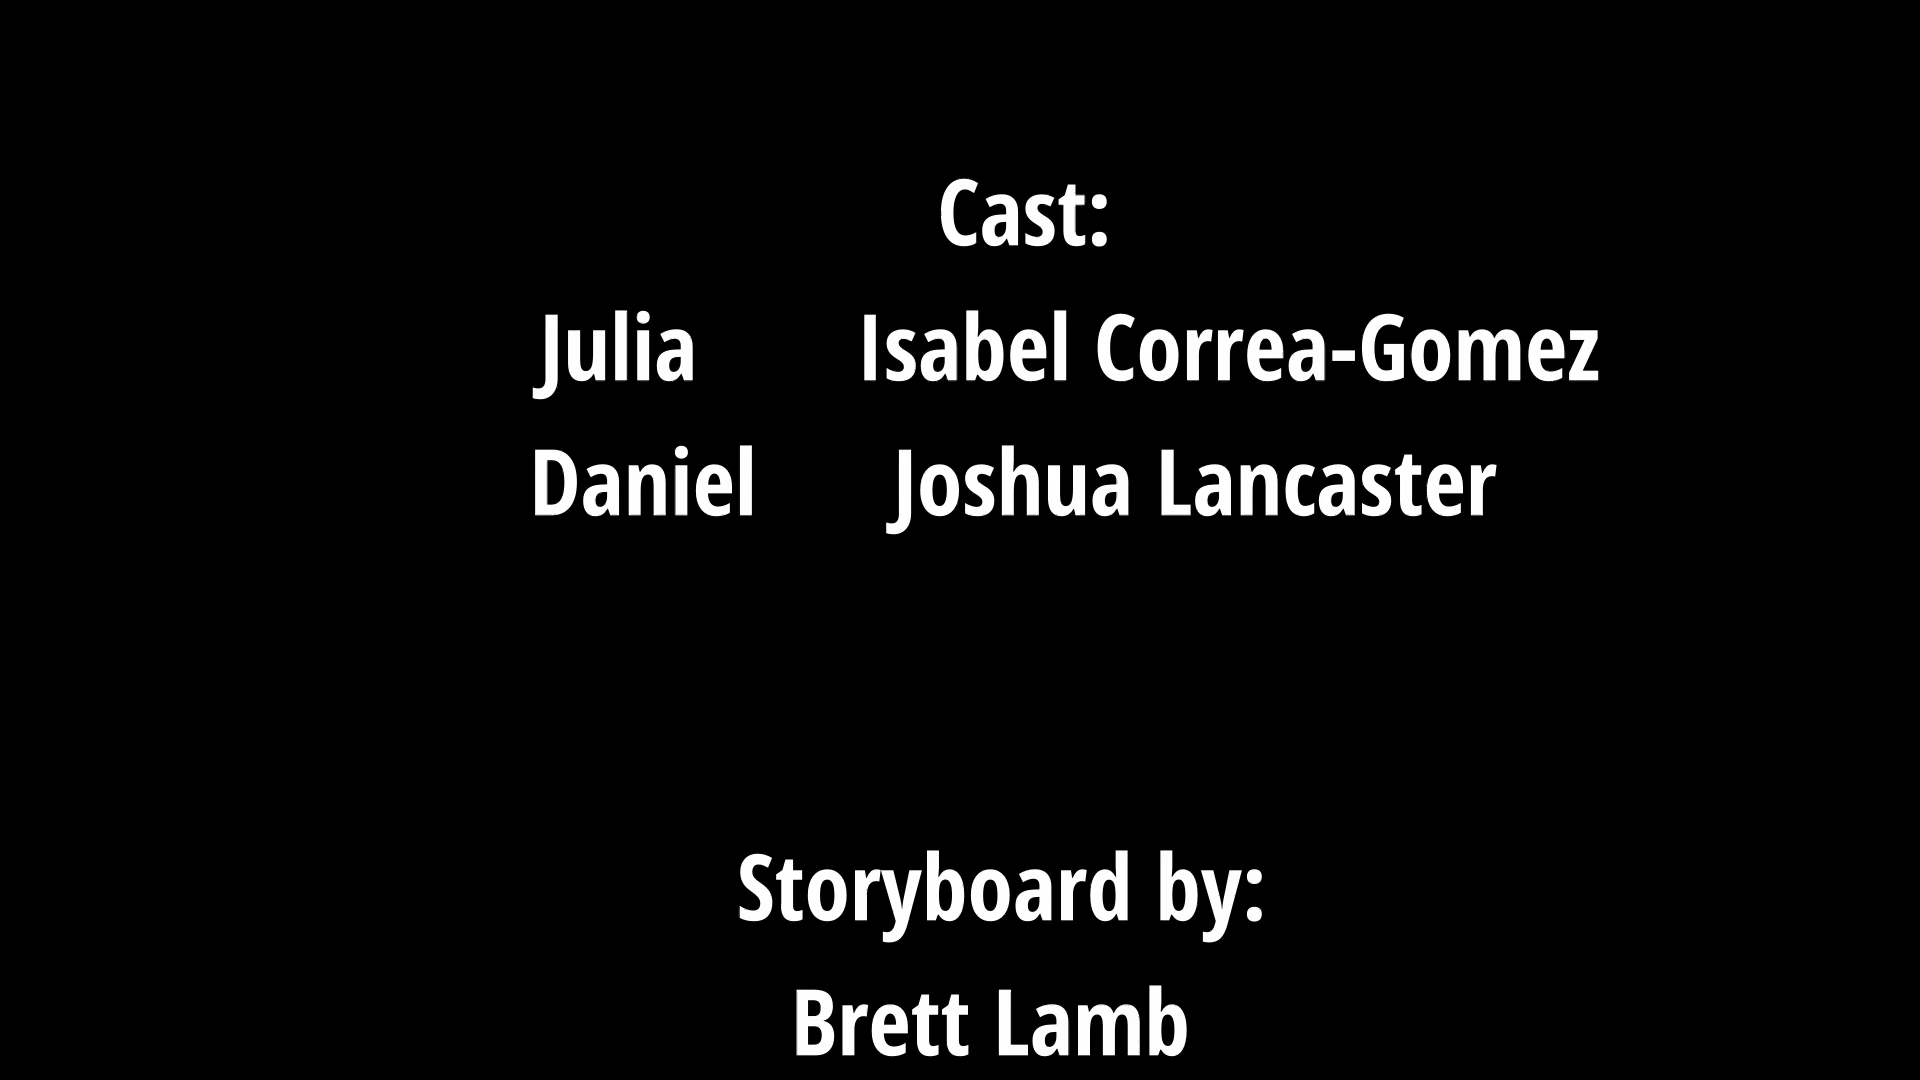 Cast:
Julia Isabel Correa-Gomez
Daniel Joshua Lancaster
Storyboard by:
Brett Lamb